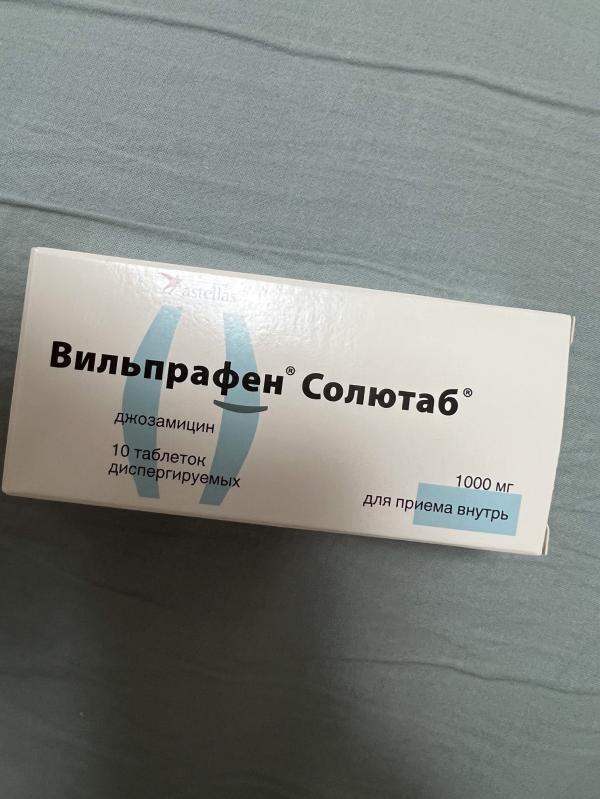 astellas
Вильпрафен® Солютаб®
джозамицин
10 таблеток
диспергируемых
1000 мг
для приема внутрь